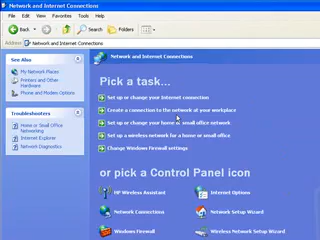 Network and Internet Connections
File Edit View Favorites Tools Help
Back Search Folders
Address Network and Internet Connections
See Also
My Network Places
Printers and Other
Hardware
Phone and Modem Options
Troubleshooters
Home or Small Office
Networking
Internet Explorer
Network Diagnostics
Network and Internet Connections
Pick a task...
Set up or change your Internet connection
Create a connection to the network at your workplace
Set up or change your home or small office network
Set up a wireless network for a home or small office
Change Windows Firewall settings
or pick a Control Panel icon
HP Wireless Assistant Internet Options
Network Connections Network Setup Wizard
Windows Firewall Wireless Network Setup Wizard